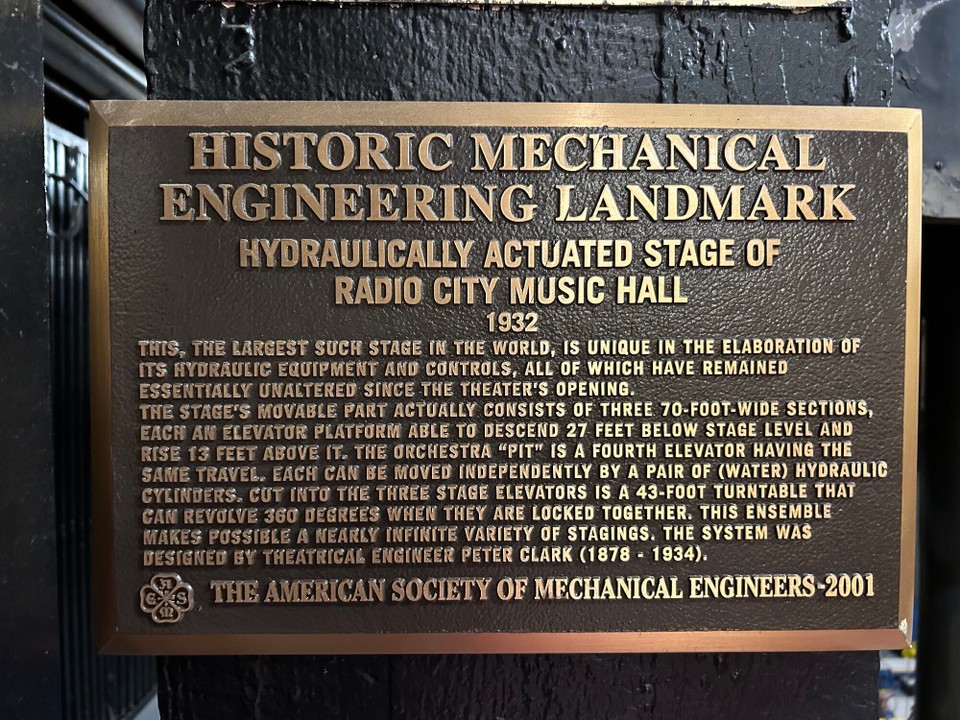 HISTORIC MECHANICAL
ENGINEERING LANDMARK
HYDRAULICALLY ACTUATED STAGE OF
RADIO CITY MUSIC HALL
1932
THIS, THE LARGEST SUCH STAGE IN THE WORLD, IS UNIQUE IN THE ELABORATION OF
ITS HYDRAULIC EQUIPMENT AND CONTROLS, ALL OF WHICH HAVE REMAINED
ESSENTIALLY UNALTERED SINCE THE THEATER'S OPENING.
THE STAGE'S MOVABLE PART ACTUALLY CONSISTS OF THREE 70-FOOT-WIDE SECTIONS,
EACH AN ELEVATOR PLATFORM ABLE TO DESCEND 27 FEET BELOW STAGE LEVEL AND
RISE 13 FEET ABOVE IT. THE ORCHESTRA "PIT" IS A FOURTH ELEVATOR HAVING THE
SAME TRAVEL. EACH CAN BE MOVED INDEPENDENTLY BY A PAIR OF (WATER) HYDRAULIC
CYLINDERS. CUT INTO THE THREE STAGE ELEVATORS IS A 43-FOOT TURNTABLE THAT
CAN REVOLVE 360 DEGREES WHEN THEY ARE LOCKED TOGETHER. THIS ENSEMBLE
MAKES POSSIBLE A NEARLY INFINITE VARIETY OF STAGINGS. THE SYSTEM WAS
DESIGNED BY THEATRICAL ENGINEER PETER CLARK (1878 - 1934).
ASME THE AMERICAN SOCIETY OF MECHANICAL ENGINEERS-2001